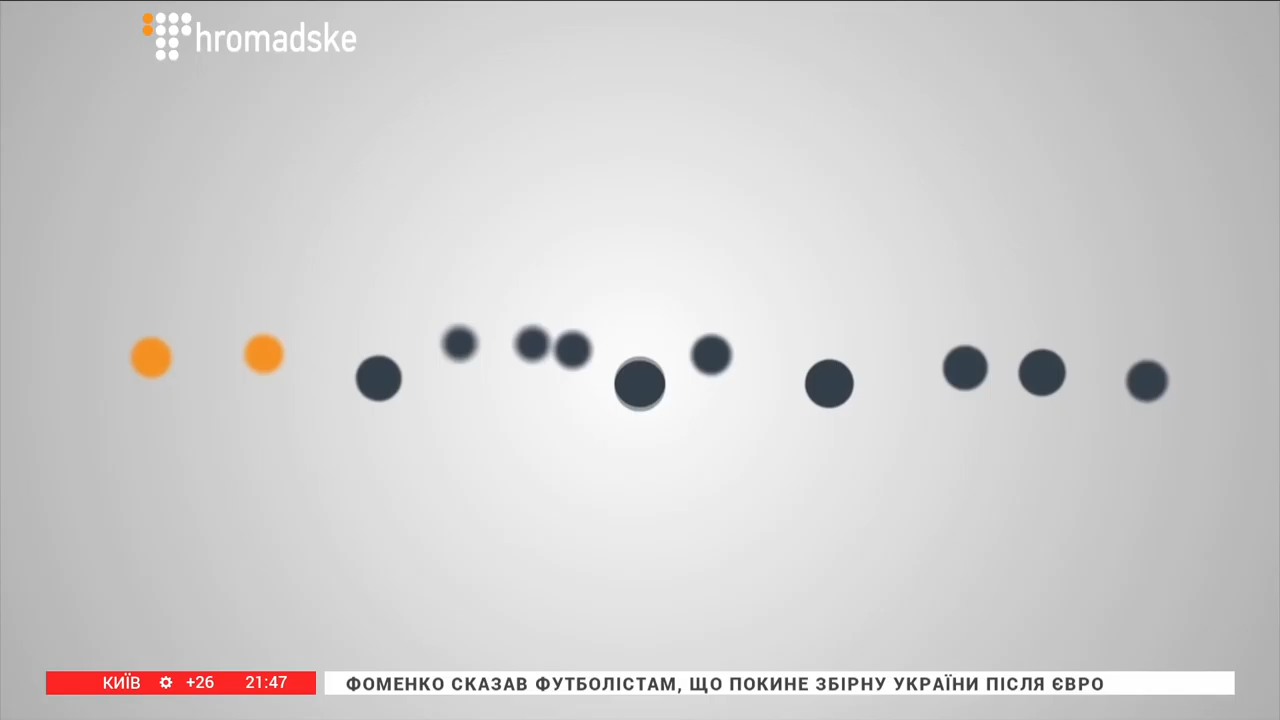 hromadske
КИЇВ +26 21:47
ФОМЕНКО СКАЗАВ ФУТБОЛІСТАМ, ЩО ПОКИНЕ ЗБІРНУ УКРАЇНИ ПІСЛЯ ЄВРО